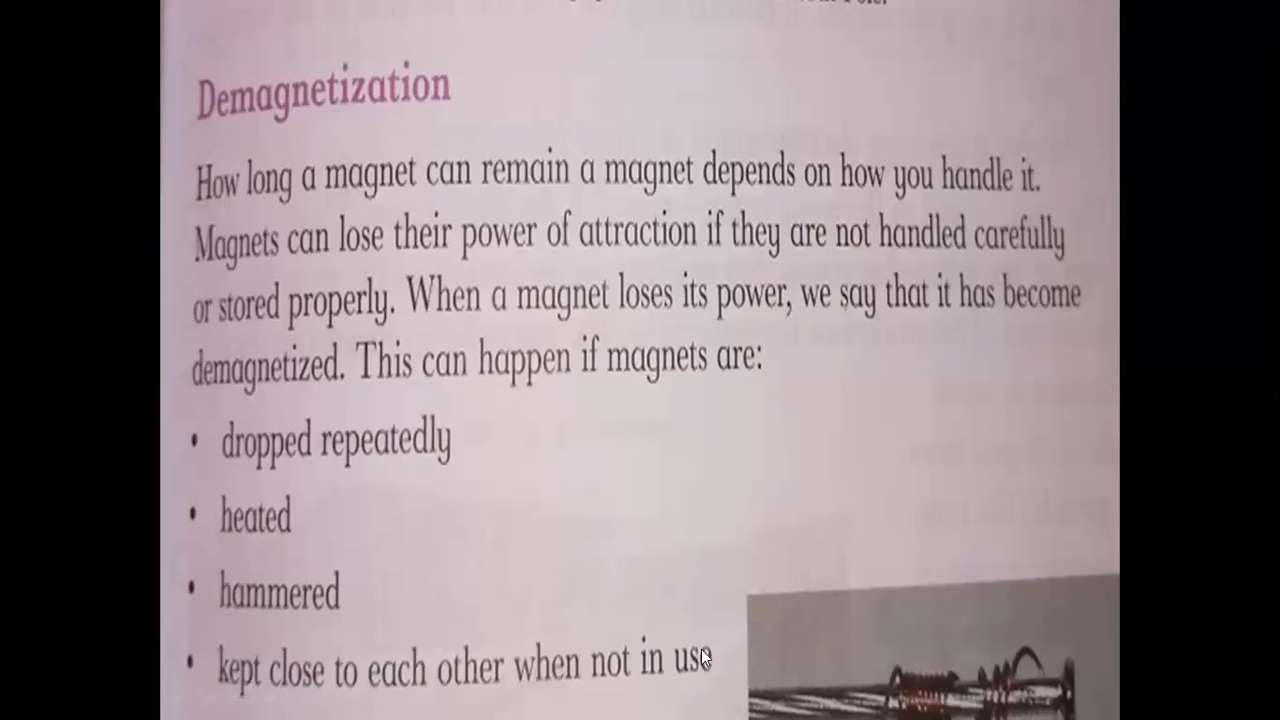 Demagnetization
How long a magnet can remain a magnet depends on how you handle it.
Magnets can lose their power of attraction if they are not handled carefully
or stored properly. When a magnet loses its power, we say that it has become
demagnetized. This can happen if magnets are:
• dropped repeatedly
• heated
• hammered
• kept close to each other when not in use